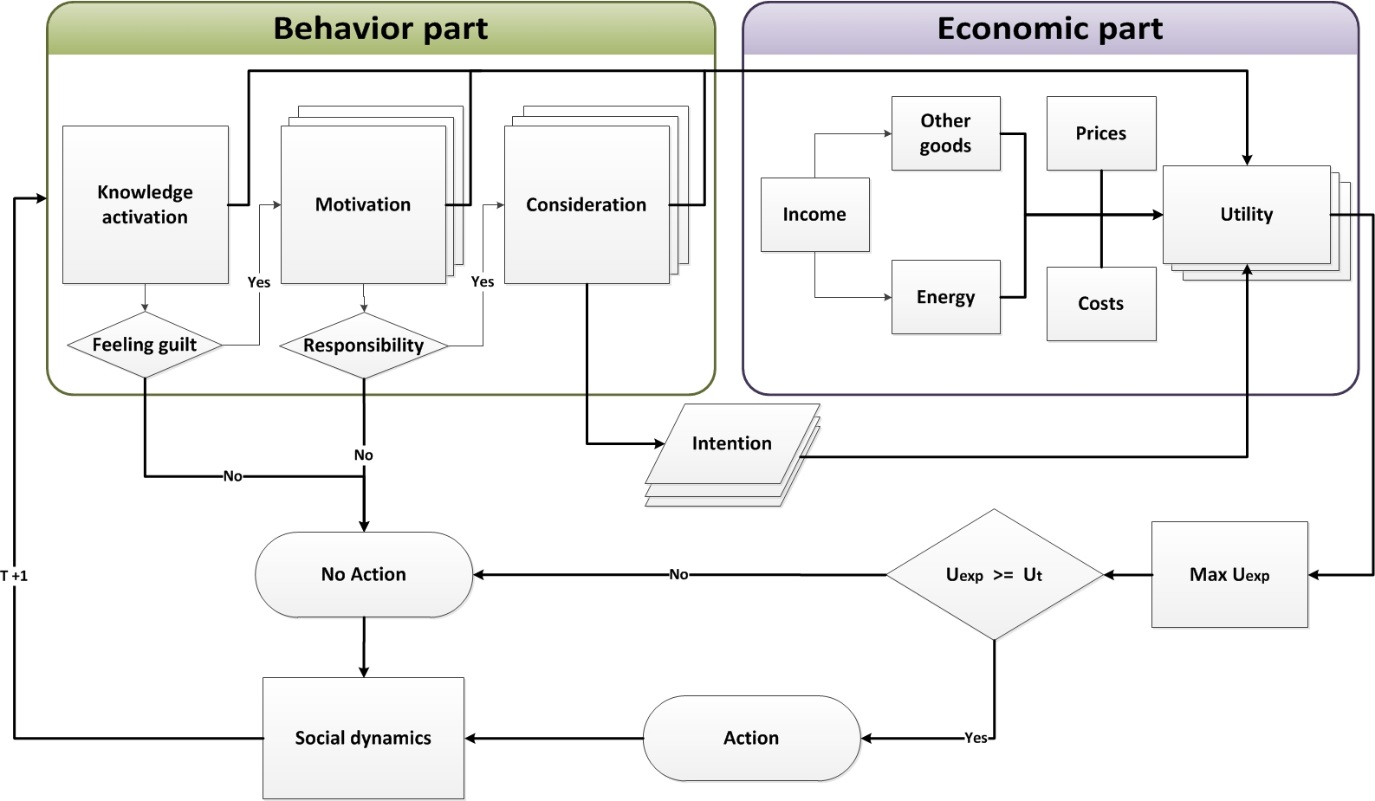 Behavior part
Economic part
Knowledge
activation
Motivation
Consideration
Other
goods
Prices
Income
Utility
Energy
Costs
Yes
Yes
Feeling guilt
Responsibility
No
No
Intention
T +1
No Action
No
Uexp >= Ut
Max Uexp
Social dynamics
Action
Yes